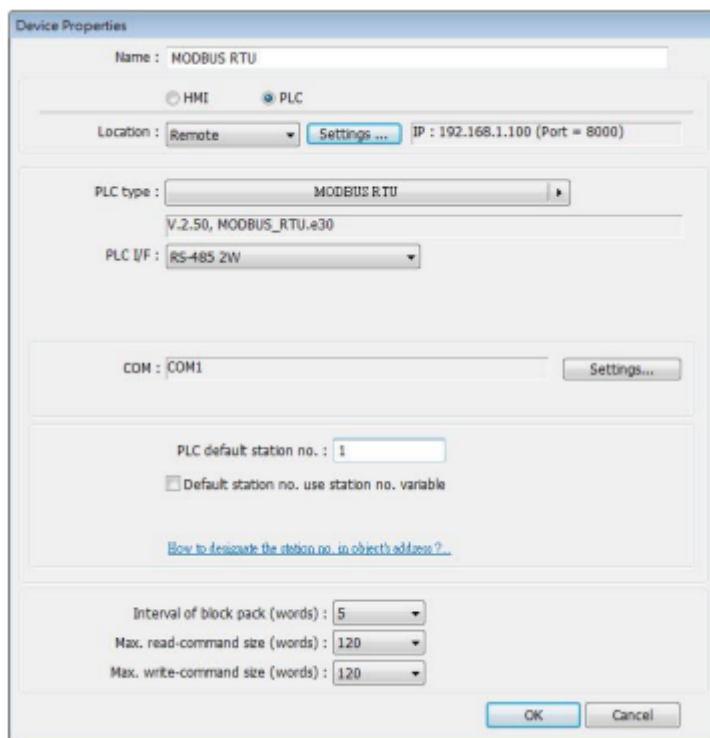 Device Properties
Name : MODBUS RTU
HMI PLC
Location : Remote Settings ... IP : 192.168.1.100 (Port = 8000)
PLC type : MODBUS RTU
V.2.50, MODBUS_RTU.e30
PLC I/F : RS-485 2W
COM : COM1 Settings...
PLC default station no. : 1
Default station no. use station no. variable
How to designate the station no. in object's address ?...
Interval of block pack (words) : 5
Max. read-command size (words) : 120
Max. write-command size (words) : 120
OK Cancel